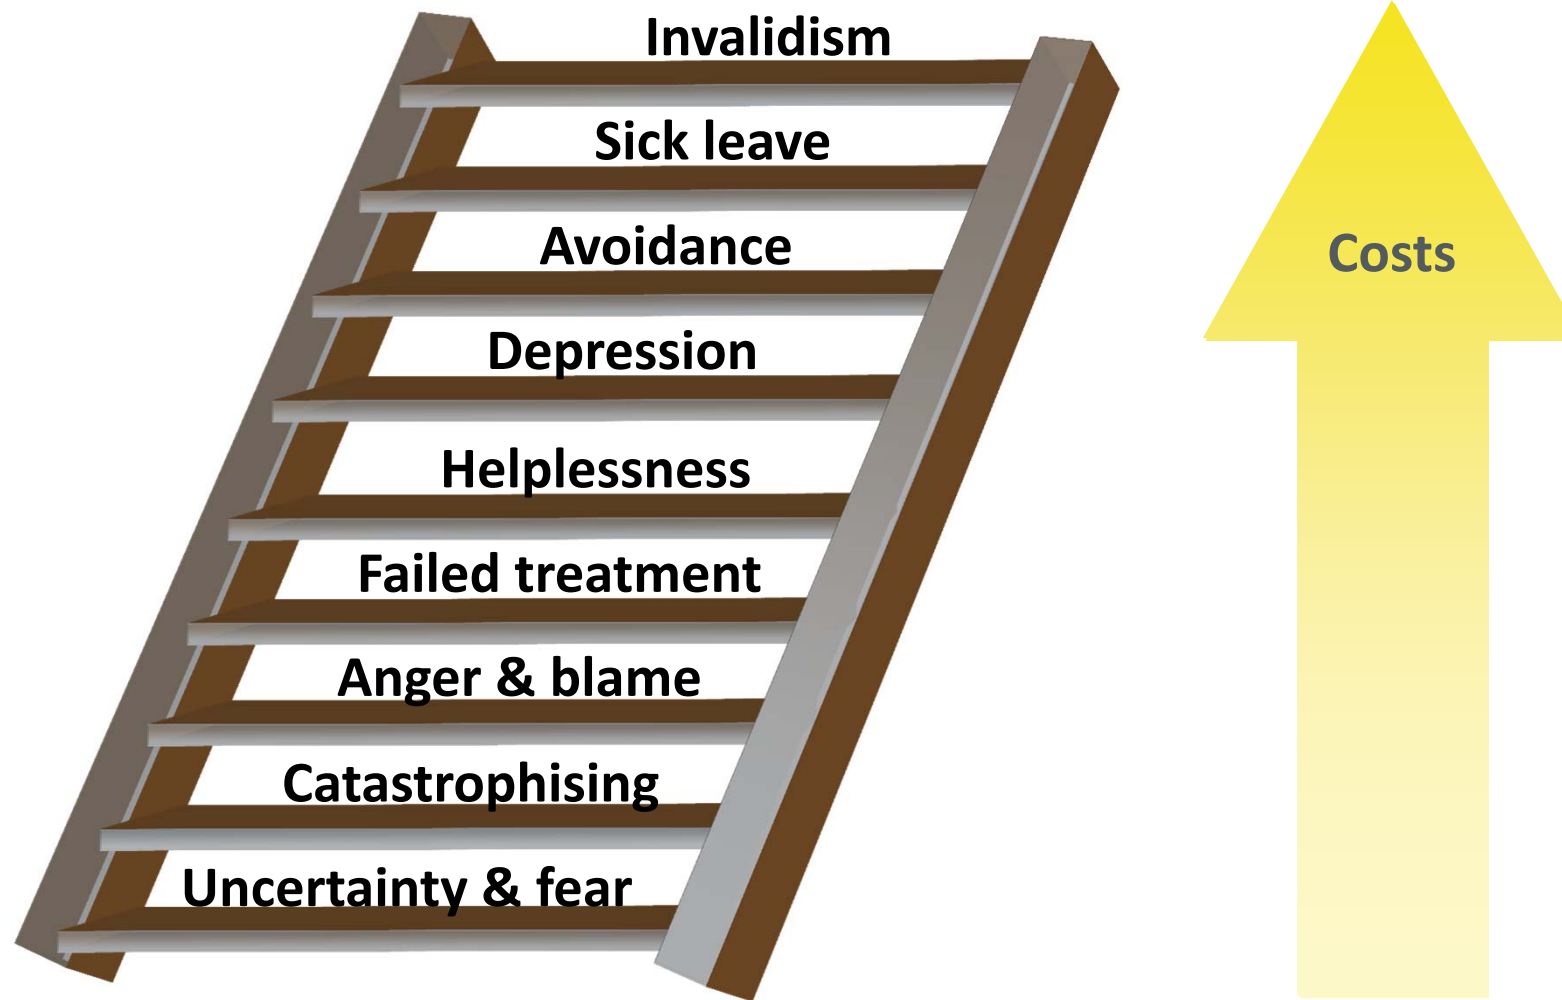 Invalidism
Sick leave
Avoidance
Depression
Helplessness
Failed treatment
Anger & blame
Catastrophising
Uncertainty & fear
Costs